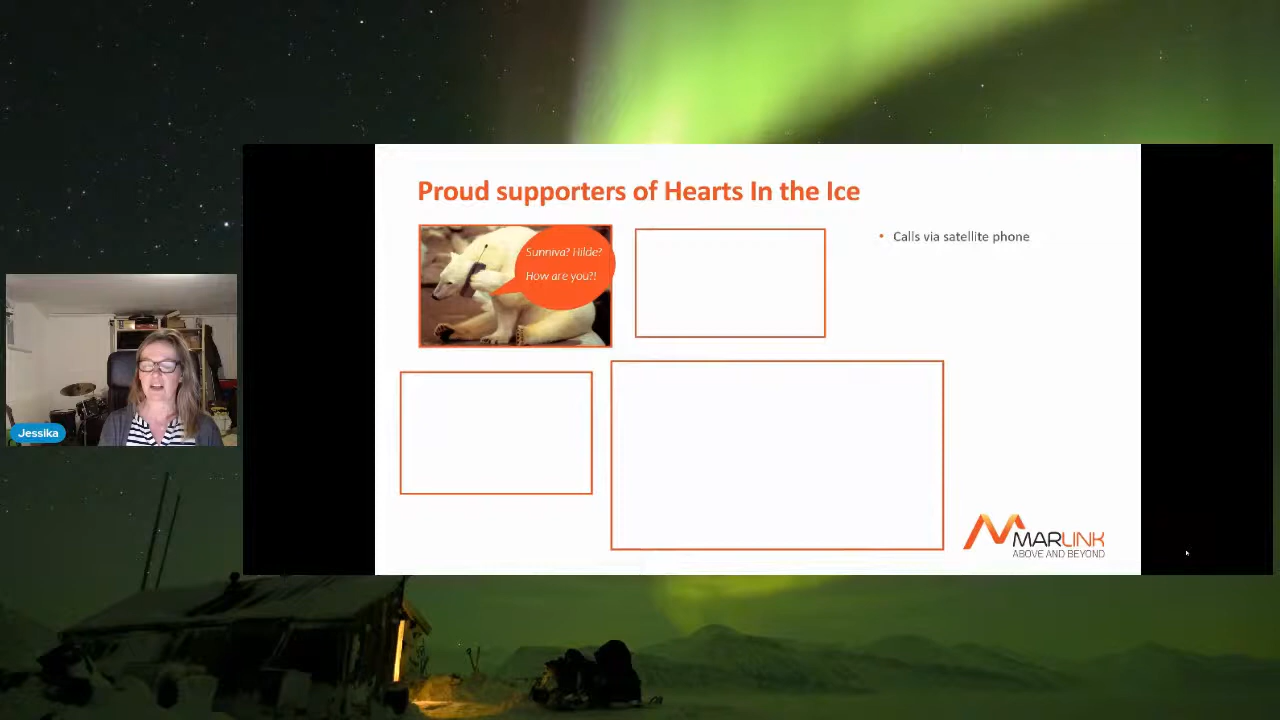 Proud supporters of Hearts In the Ice
Sunniva? Hilde?
How are you?!
• Calls via satellite phone
Jessika
MARLINK
ABOVE AND BEYOND